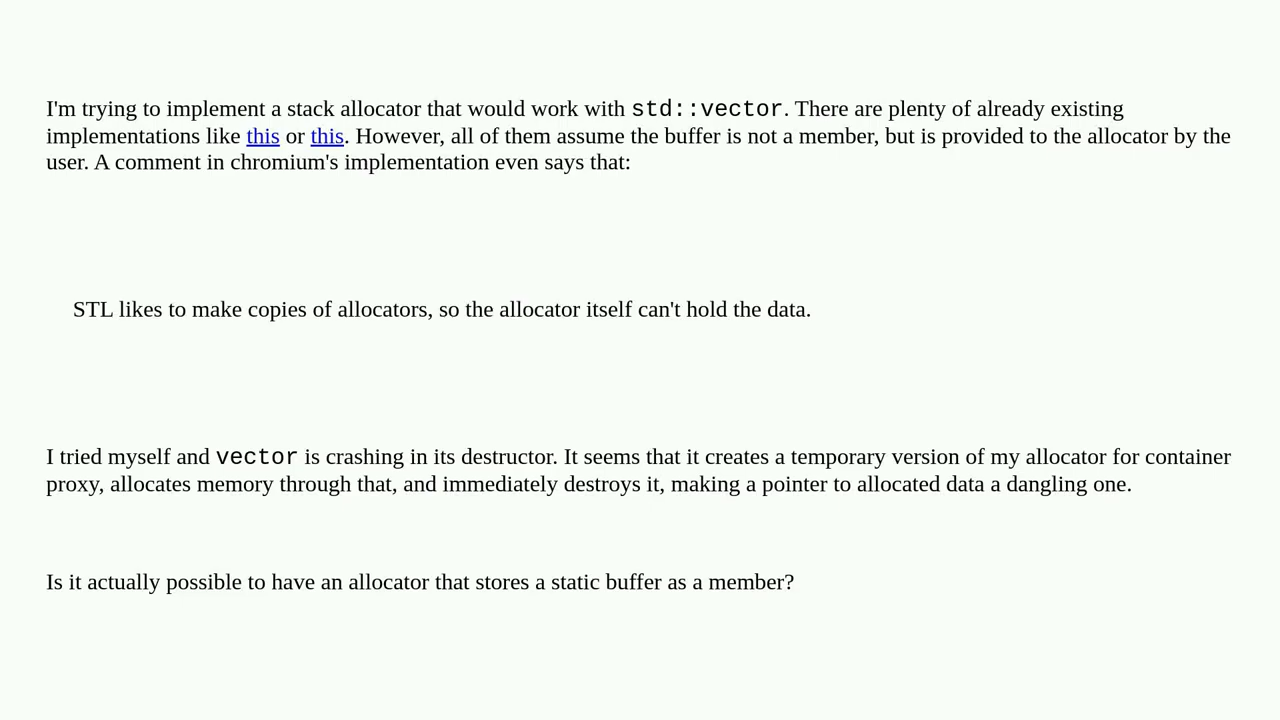 I'm trying to implement a stack allocator that would work with std::vector. There are plenty of already existing
implementations like this or this. However, all of them assume the buffer is not a member, but is provided to the allocator by the
user. A comment in chromium's implementation even says that:
STL likes to make copies of allocators, so the allocator itself can't hold the data.
I tried myself and vector is crashing in its destructor. It seems that it creates a temporary version of my allocator for container
proxy, allocates memory through that, and immediately destroys it, making a pointer to allocated data a dangling one.
Is it actually possible to have an allocator that stores a static buffer as a member?